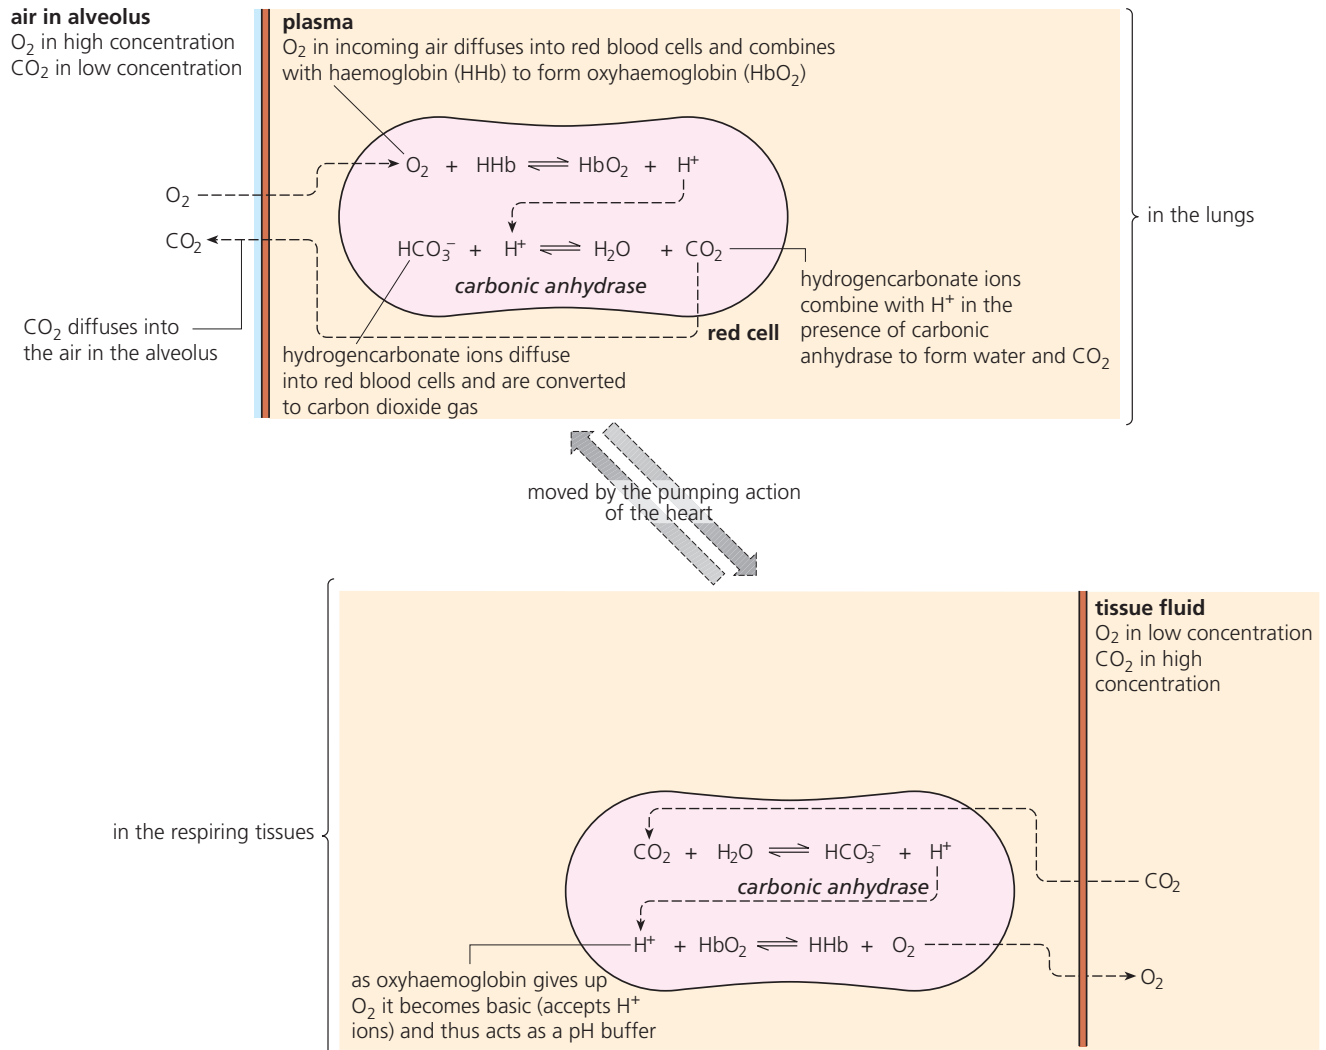 air in alveolus
O₂ in high concentration
CO₂ in low concentration
plasma
O₂ in incoming air diffuses into red blood cells and combines
with haemoglobin (HHb) to form oxyhaemoglobin (HbO₂)
O₂ + HHb ⇌ HbO₂ + H⁺
O₂
CO₂
HCO₃⁻ + H⁺ ⇌ H₂O + CO₂
carbonic anhydrase
in the lungs
hydrogencarbonate ions
combine with H⁺ in the
presence of carbonic
anhydrase to form water and CO₂
CO₂ diffuses into
the air in the alveolus
red cell
hydrogencarbonate ions diffuse
into red blood cells and are converted
to carbon dioxide gas
moved by the pumping action
of the heart
tissue fluid
O₂ in low concentration
CO₂ in high
concentration
in the respiring tissues
CO₂ + H₂O ⇌ HCO₃⁻ + H⁺
carbonic anhydrase
CO₂
H⁺ + HbO₂ ⇌ HHb + O₂
O₂
as oxyhaemoglobin gives up
O₂ it becomes basic (accepts H⁺
ions) and thus acts as a pH buffer